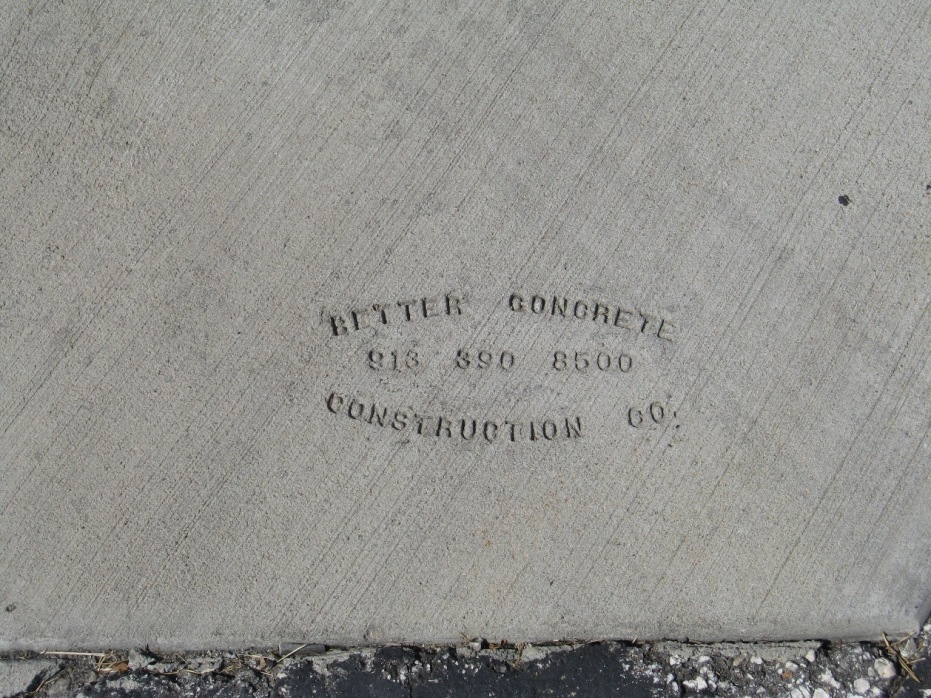 BETTER CONCRETE
913 390 8500
CONSTRUCTION CO.